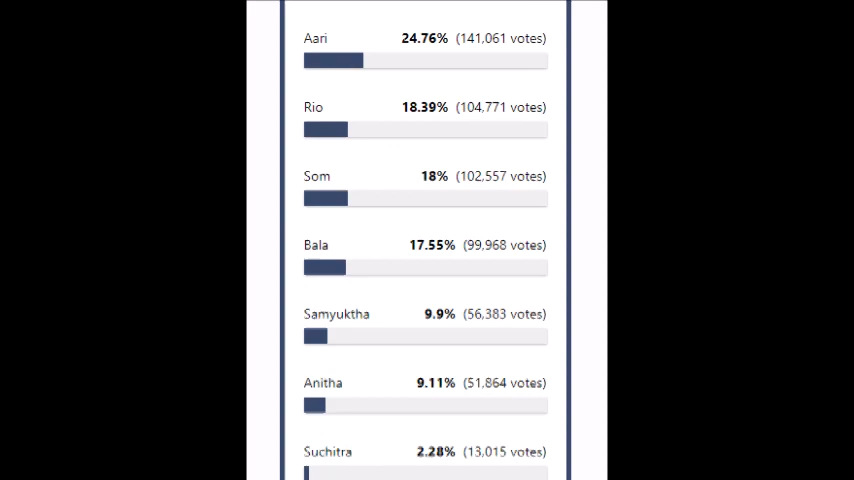 Aari 24.76% (141,061 votes)
Rio 18.39% (104,771 votes)
Som 18% (102,557 votes)
Bala 17.55% (99,968 votes)
Samyuktha 9.9% (56,383 votes)
Anitha 9.11% (51,864 votes)
Suchitra 2.28% (13,015 votes)